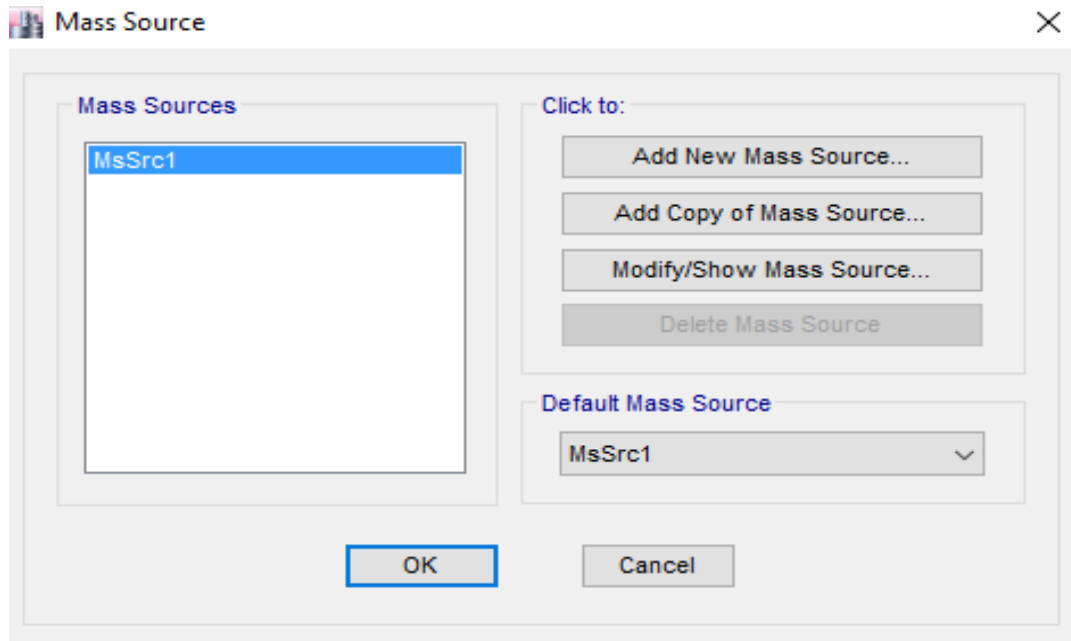 Mass Source
Mass Sources
MsSrc1
Click to:
Add New Mass Source...
Add Copy of Mass Source...
Modify/Show Mass Source...
Delete Mass Source
Default Mass Source
MsSrc1
OK
Cancel